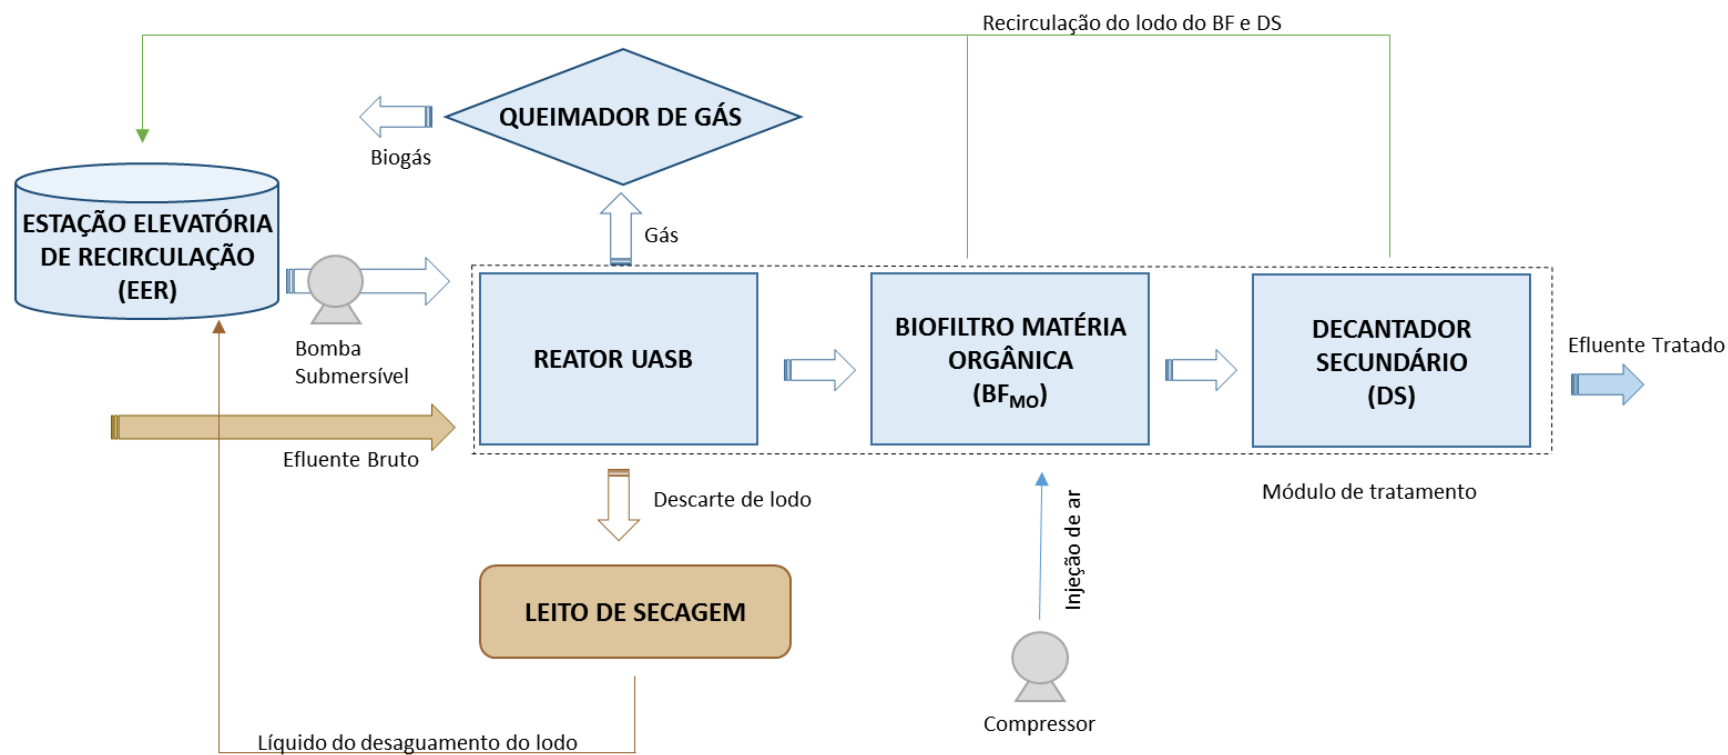 Recirculação do lodo do BF e DS
QUEIMADOR DE GÁS
Biogás
ESTAÇÃO ELEVATÓRIA
DE RECIRCULAÇÃO
(EER)
Gás
Bomba
Submersível
REATOR UASB
BIOFILTRO MATÉRIA
ORGÂNICA
(BFMO)
DECANTADOR
SECUNDÁRIO
(DS)
Efluente Tratado
Efluente Bruto
Descarte de lodo
Módulo de tratamento
Injeção de ar
LEITO DE SECAGEM
Compressor
Líquido do desaguamento do lodo